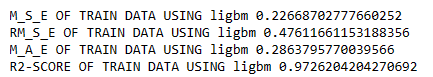 M_S_E OF TRAIN DATA USING ligbm 0.22668702777660252
RM_S_E OF TRAIN DATA USING ligbm 0.47611661153188356
M_A_E OF TRAIN DATA USING ligbm 0.2863795770039566
R2-SCORE OF TRAIN DATA USING ligbm 0.9726204204270692